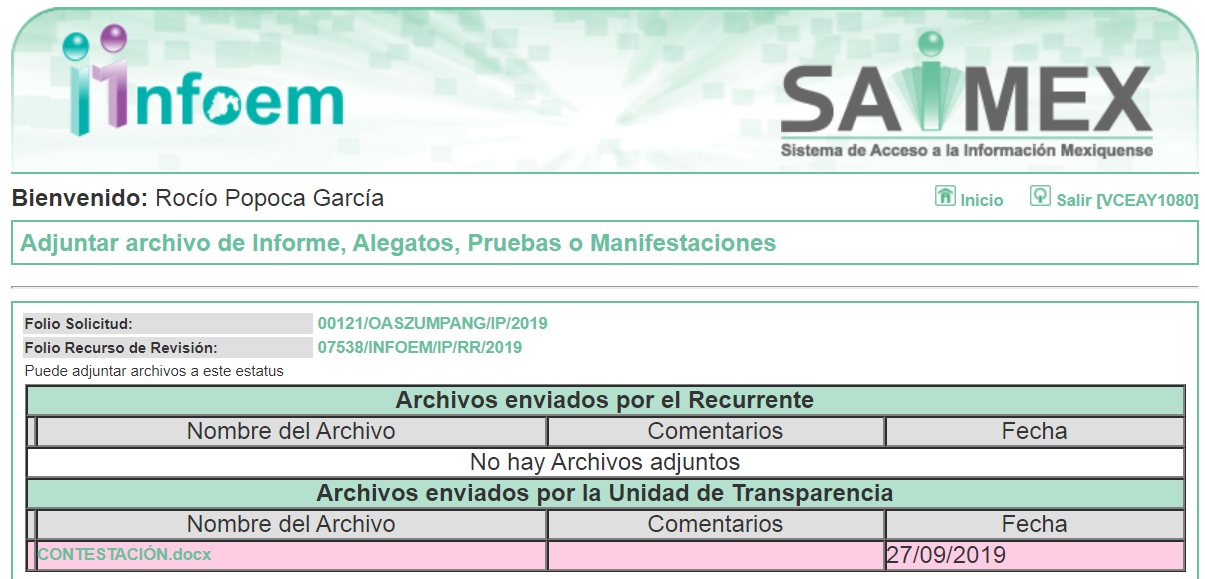 infoem
SAIMEX
Sistema de Acceso a la Información Mexiquense
Bienvenido: Rocío Popoca García
Inicio Salir [VCEAY1080]
Adjuntar archivo de Informe, Alegatos, Pruebas o Manifestaciones
Folio Solicitud: 00121/OASZUMPANG/IP/2019
Folio Recurso de Revisión: 07538/INFOEM/IP/RR/2019
Puede adjuntar archivos a este estatus
Archivos enviados por el Recurrente
Nombre del Archivo Comentarios Fecha
No hay Archivos adjuntos
Archivos enviados por la Unidad de Transparencia
Nombre del Archivo Comentarios Fecha
CONTESTACIÓN.docx 27/09/2019